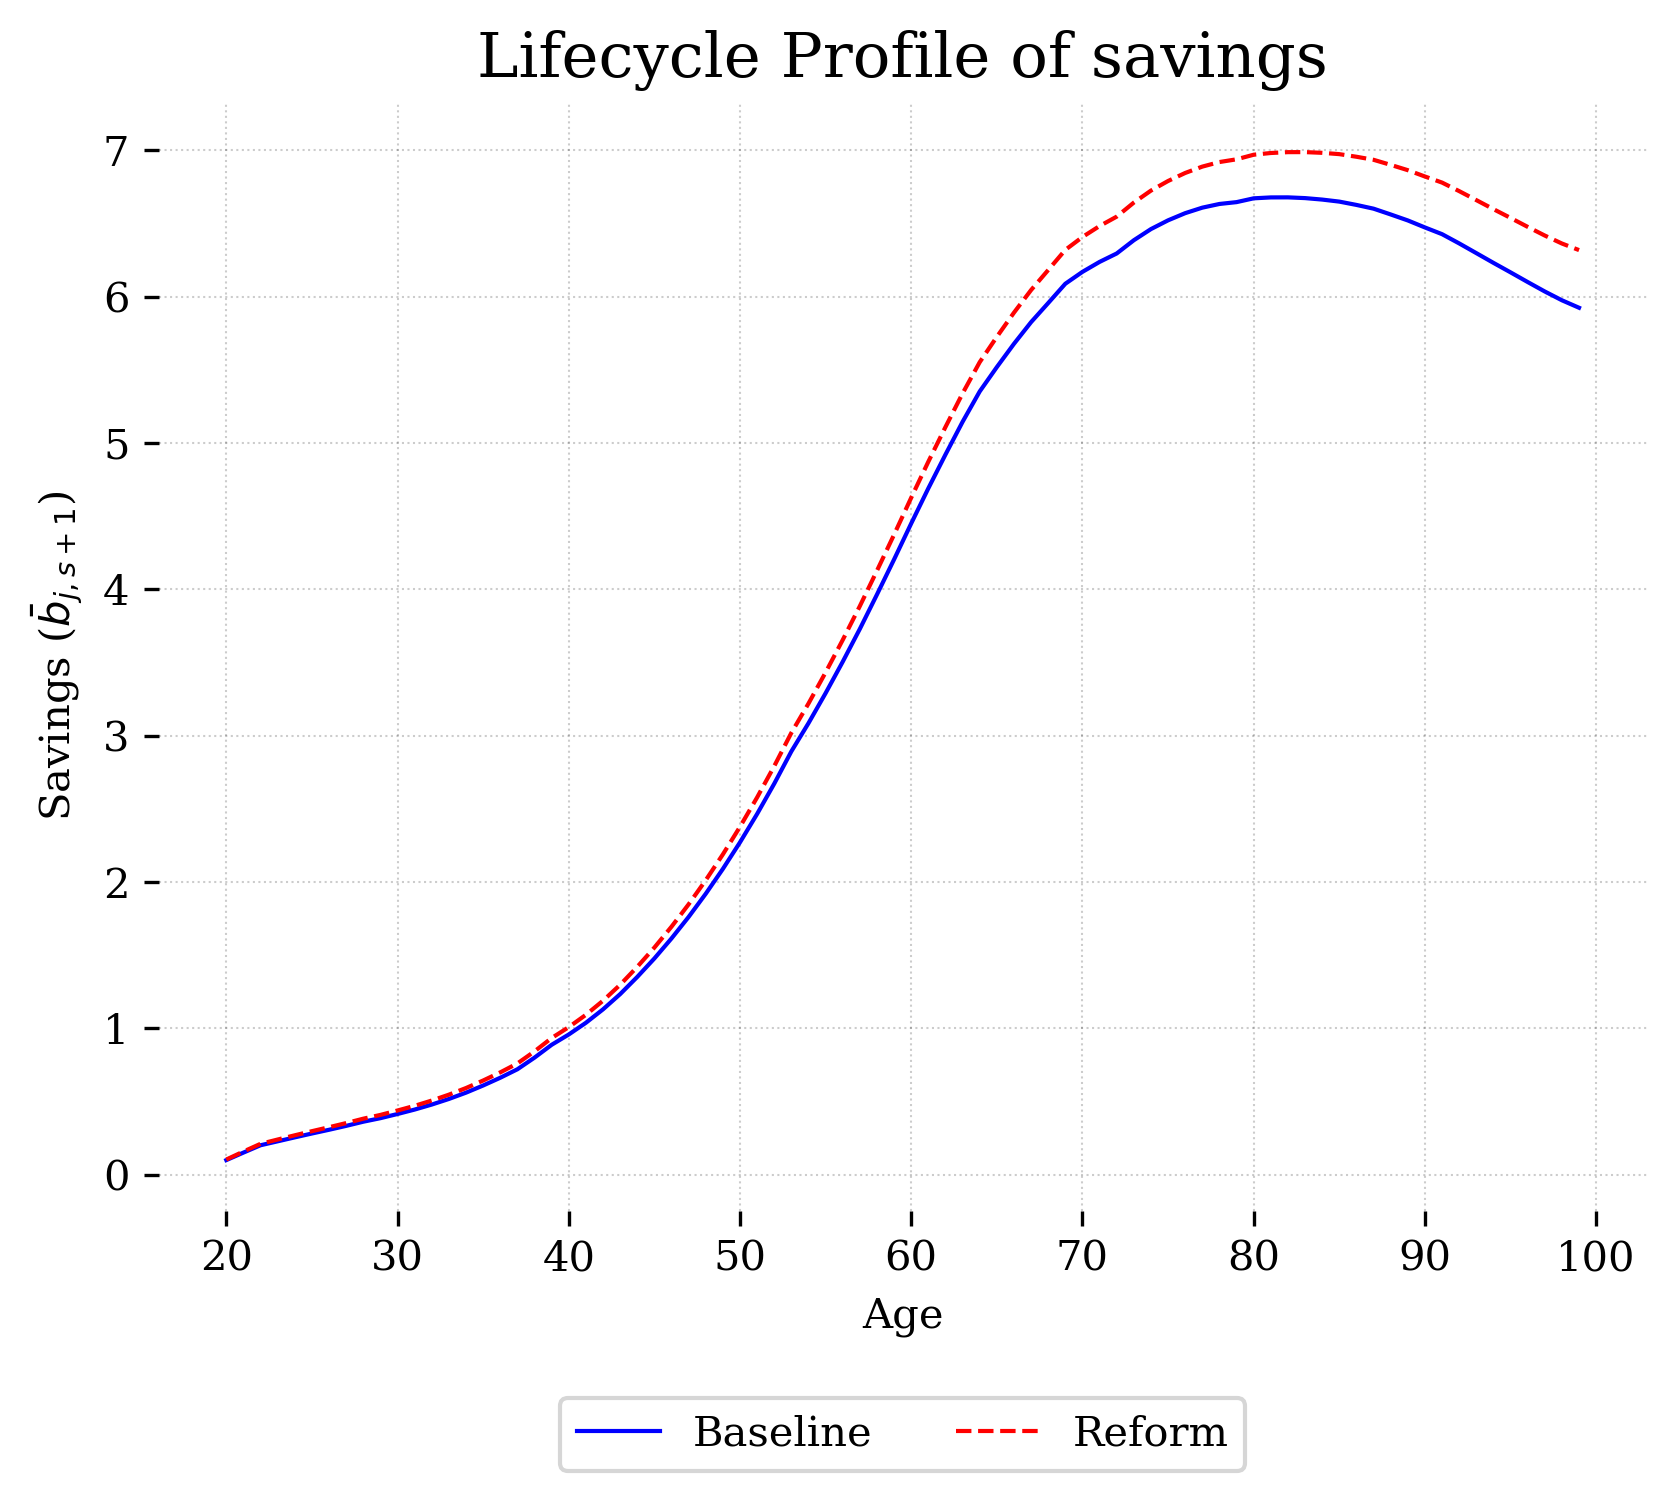 Lifecycle Profile of savings
7
6
5
4
3
2
1
0
Savings (b̄_{j,s+1})
20 30 40 50 60 70 80 90 100
Age
Baseline Reform